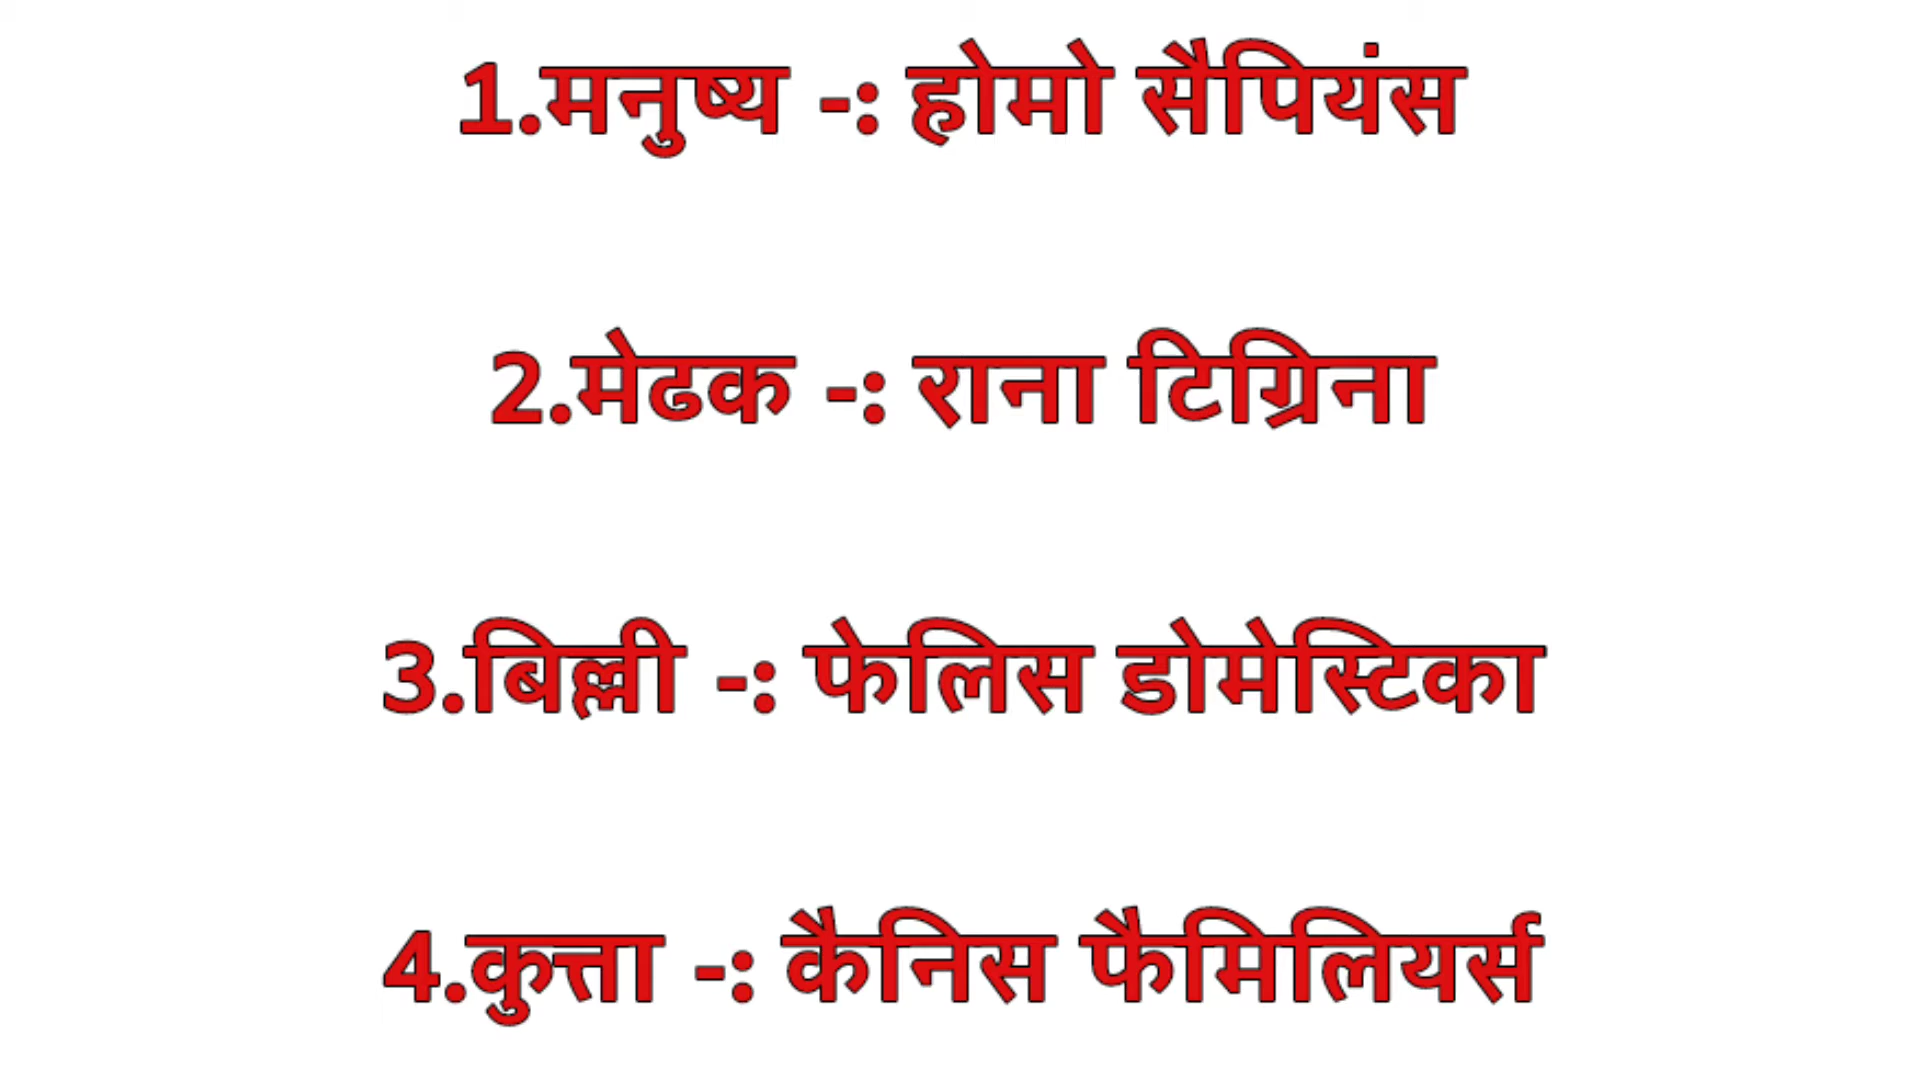 1.मनुष्य -: होमो सैपियंस
2.मेढक -: राना टिग्रिना
3.बिल्ली -: फेलिस डोमेस्टिका
4.कुत्ता -: कैनिस फैमिलियर्स